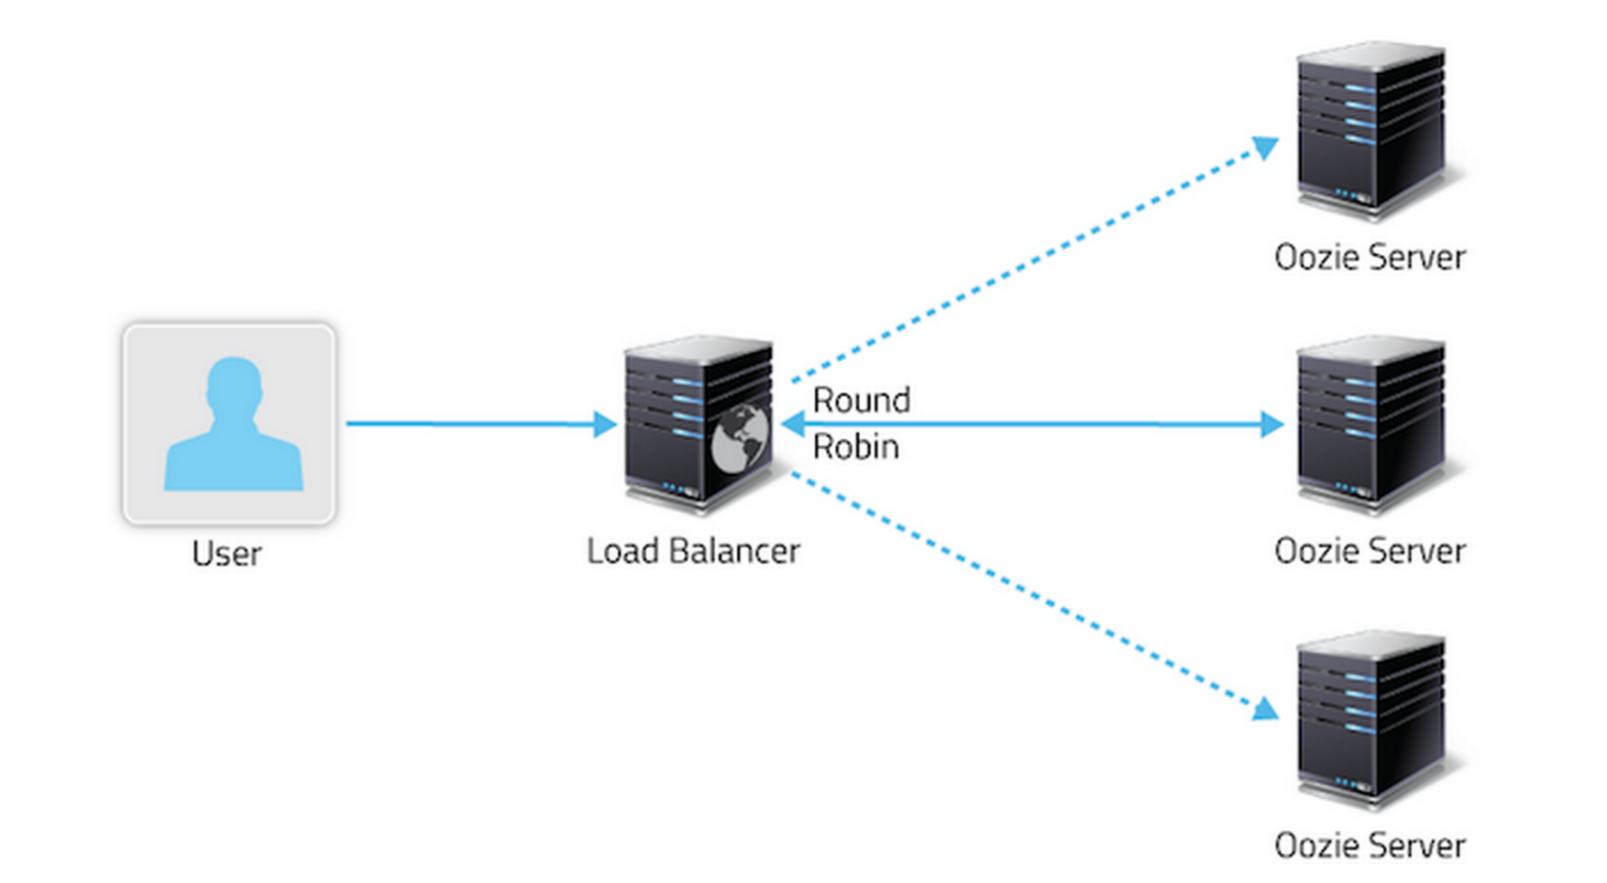 Oozie Server
Round
Robin
User
Load Balancer
Oozie Server
Oozie Server